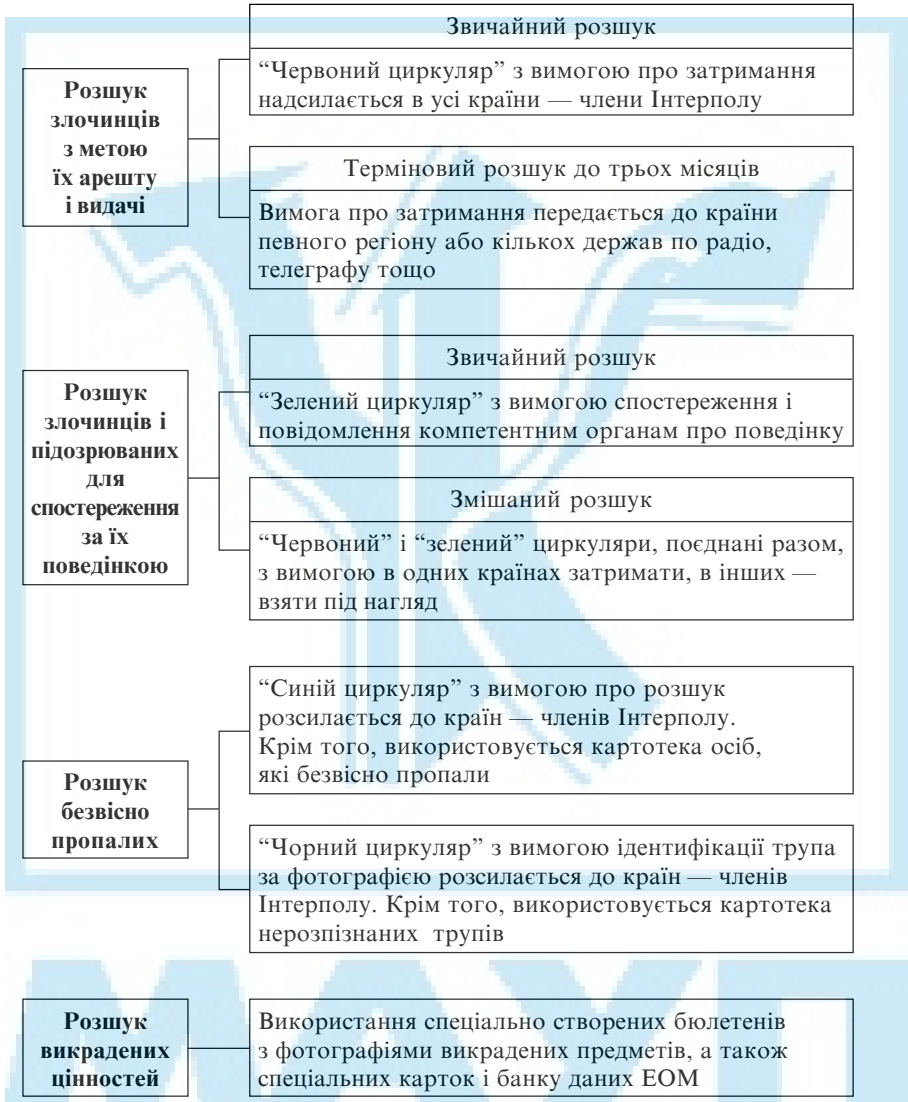 Розшук
злочинців
з метою
їх арешту
і видачі
Звичайний розшук
“Червоний циркуляр” з вимогою про затримання
надсилається в усі країни — члени Інтерполу
Терміновий розшук до трьох місяців
Вимога про затримання передається до країни
певного регіону або кількох держав по радіо,
телеграфу тощо
Розшук
злочинців і
підозрюваних
для
спостереження
за їх
поведінкою
Звичайний розшук
“Зелений циркуляр” з вимогою спостереження і
повідомлення компетентним органам про поведінку
Змішаний розшук
“Червоний” і “зелений” циркуляри, поєднані разом,
з вимогою в одних країнах затримати, в інших —
взяти під нагляд
Розшук
безвісно
пропалих
“Синій циркуляр” з вимогою про розшук
розсилається до країн — членів Інтерполу.
Крім того, використовується картотека осіб,
які безвісно пропали
“Чорний циркуляр” з вимогою ідентифікації трупа
за фотографією розсилається до країн — членів
Інтерполу. Крім того, використовується картотека
нерозпізнаних трупів
Розшук
викрадених
цінностей
Використання спеціально створених бюлетенів
з фотографіями викрадених предметів, а також
спеціальних карток і банку даних ЕОМ
МАУП